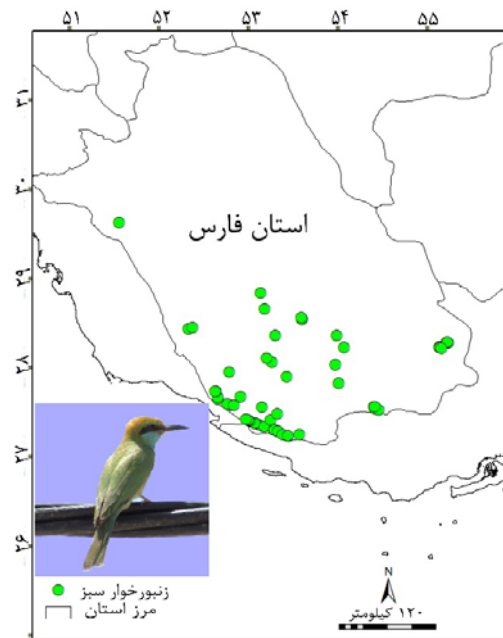 ۵۱ ۵۲ ۵۳ ۵۴ ۵۵
۳۱
۳۰
۲۹
۲۸
۲۷
۲۶
استان فارس
زنبورخوار سبز
مرز استان
N
۱۲۰ کیلومتر